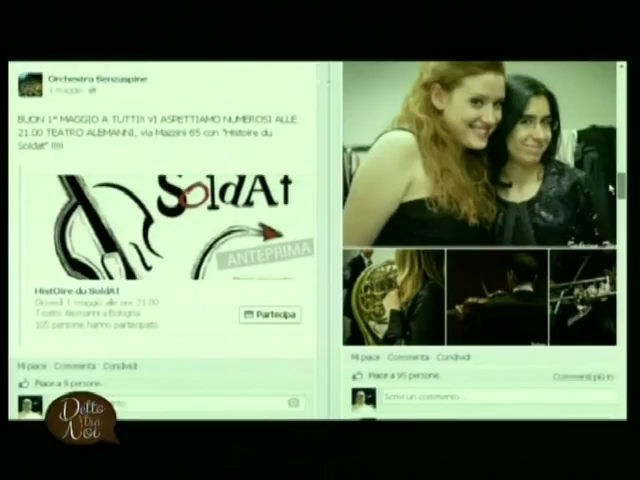 Orchestra Senzaspine
1 maggio
BUON 1° MAGGIO A TUTTI!! VI ASPETTIAMO NUMEROSI ALLE
21.00 TEATRO ALEMANNI, via Mazzini 65 con "Histoire du
Soldat" !!!!!
SoldAt
ANTEPRIMA
HistOire du SoldAt
Giovedì 1 maggio alle ore 21.00
Teatro Alemanni a Bologna
105 persone hanno partecipato
Partecipa
Mi piace Commenta Condividi
Piace a 9 persone.
Mi piace Commenta Condividi
Piace a 95 persone.
Commenti più in
Scrivi un commento...
Detto
tra
Noi